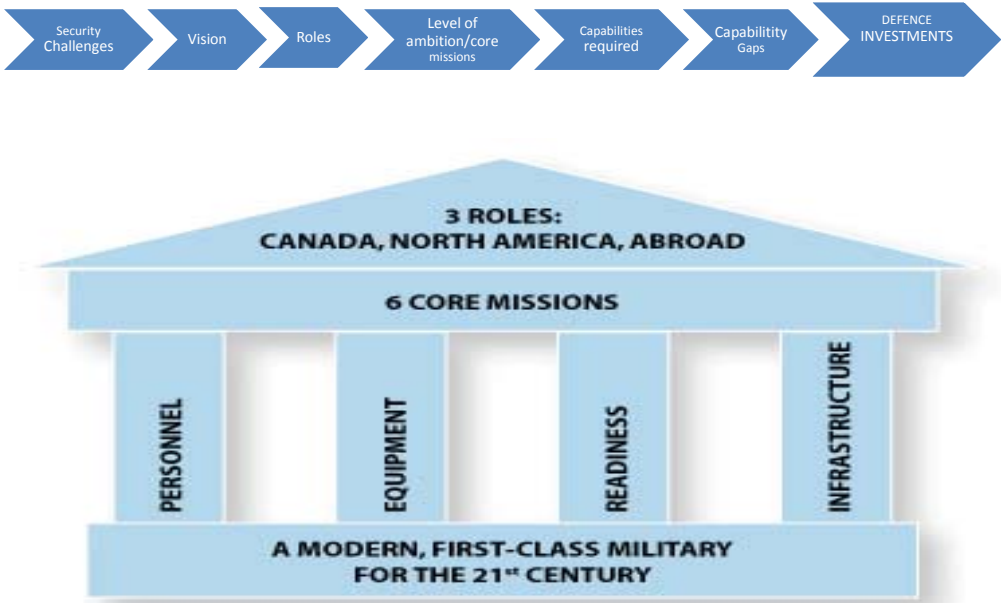 Security
Challenges
Vision
Roles
Level of
ambition/core
missions
Capabilities
required
Capabilitity
Gaps
DEFENCE
INVESTMENTS
3 ROLES:
CANADA, NORTH AMERICA, ABROAD
6 CORE MISSIONS
PERSONNEL
EQUIPMENT
READINESS
INFRASTRUCTURE
A MODERN, FIRST-CLASS MILITARY
FOR THE 21st CENTURY